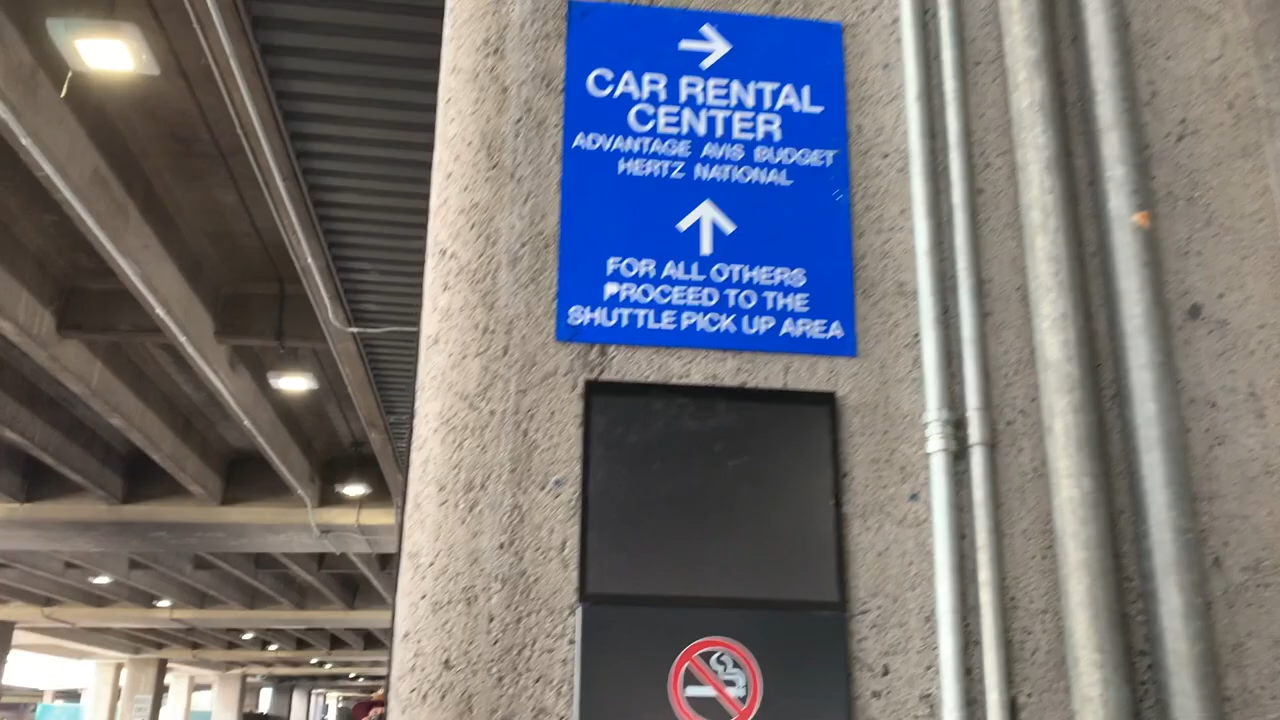 CAR RENTAL
CENTER
ADVANTAGE AVIS BUDGET
HERTZ NATIONAL
FOR ALL OTHERS
PROCEED TO THE
SHUTTLE PICK UP AREA